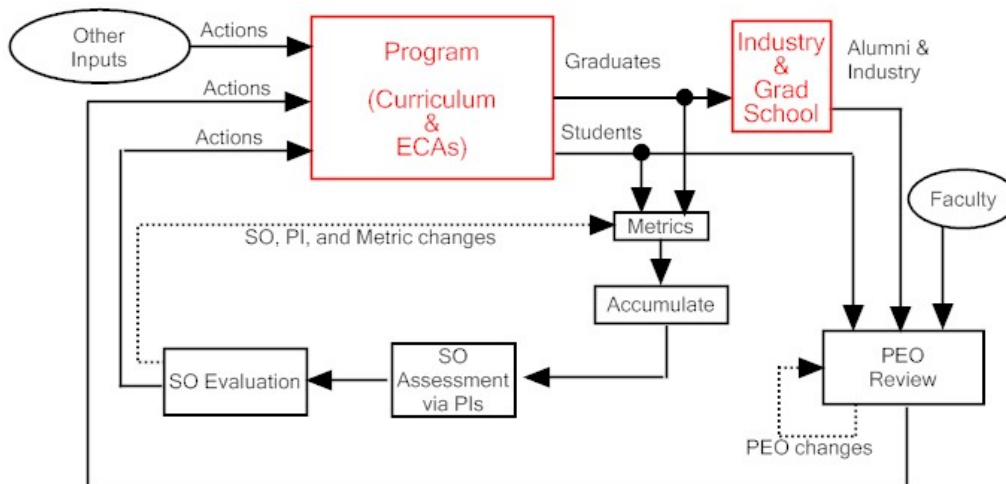 Other
Inputs
Actions
Actions
Actions
Program
(Curriculum
&
ECAs)
Graduates
Students
Industry
&
Grad
School
Alumni &
Industry
Faculty
Metrics
SO, PI, and Metric changes
Accumulate
SO Evaluation
SO
Assessment
via PIs
PEO
Review
PEO changes